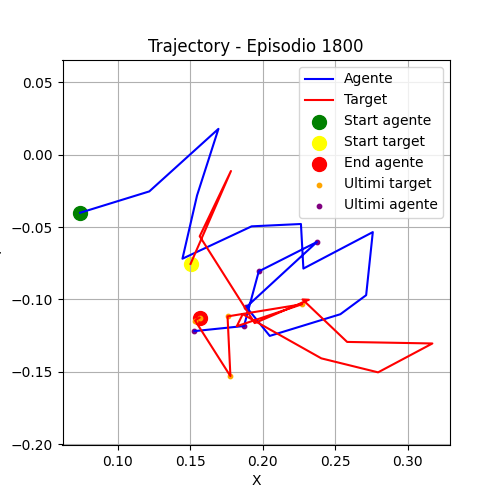 Trajectory - Episodio 1800
Agente
Target
Start agente
Start target
End agente
Ultimi target
Ultimi agente
0.05
0.00
−0.05
−0.10
−0.15
−0.20
0.10
0.15
0.20
0.25
0.30
X